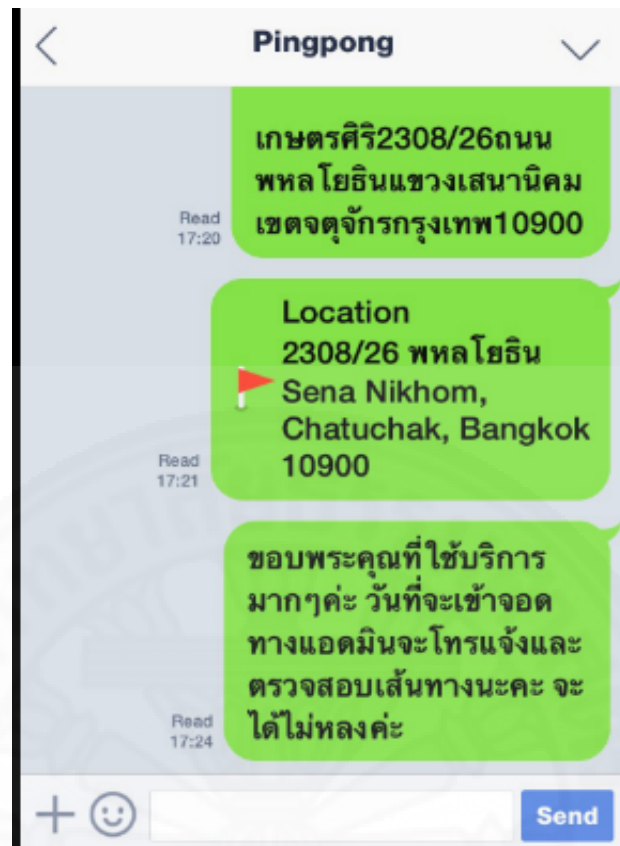 Pingpong
เกษตรศิริ2308/26ถนน
พหลโยธินแขวงเสนานิคม
เขตจตุจักรกรุงเทพ10900
Read
17:20
Location
2308/26 พหลโยธิน
Sena Nikhom,
Chatuchak, Bangkok
10900
Read
17:21
ขอบพระคุณที่ใช้บริการ
มากๆค่ะ วันที่จะเข้าจอด
ทางแอดมินจะโทรแจ้งและ
ตรวจสอบเส้นทางนะคะ จะ
ได้ไม่หลงค่ะ
Read
17:24
Send